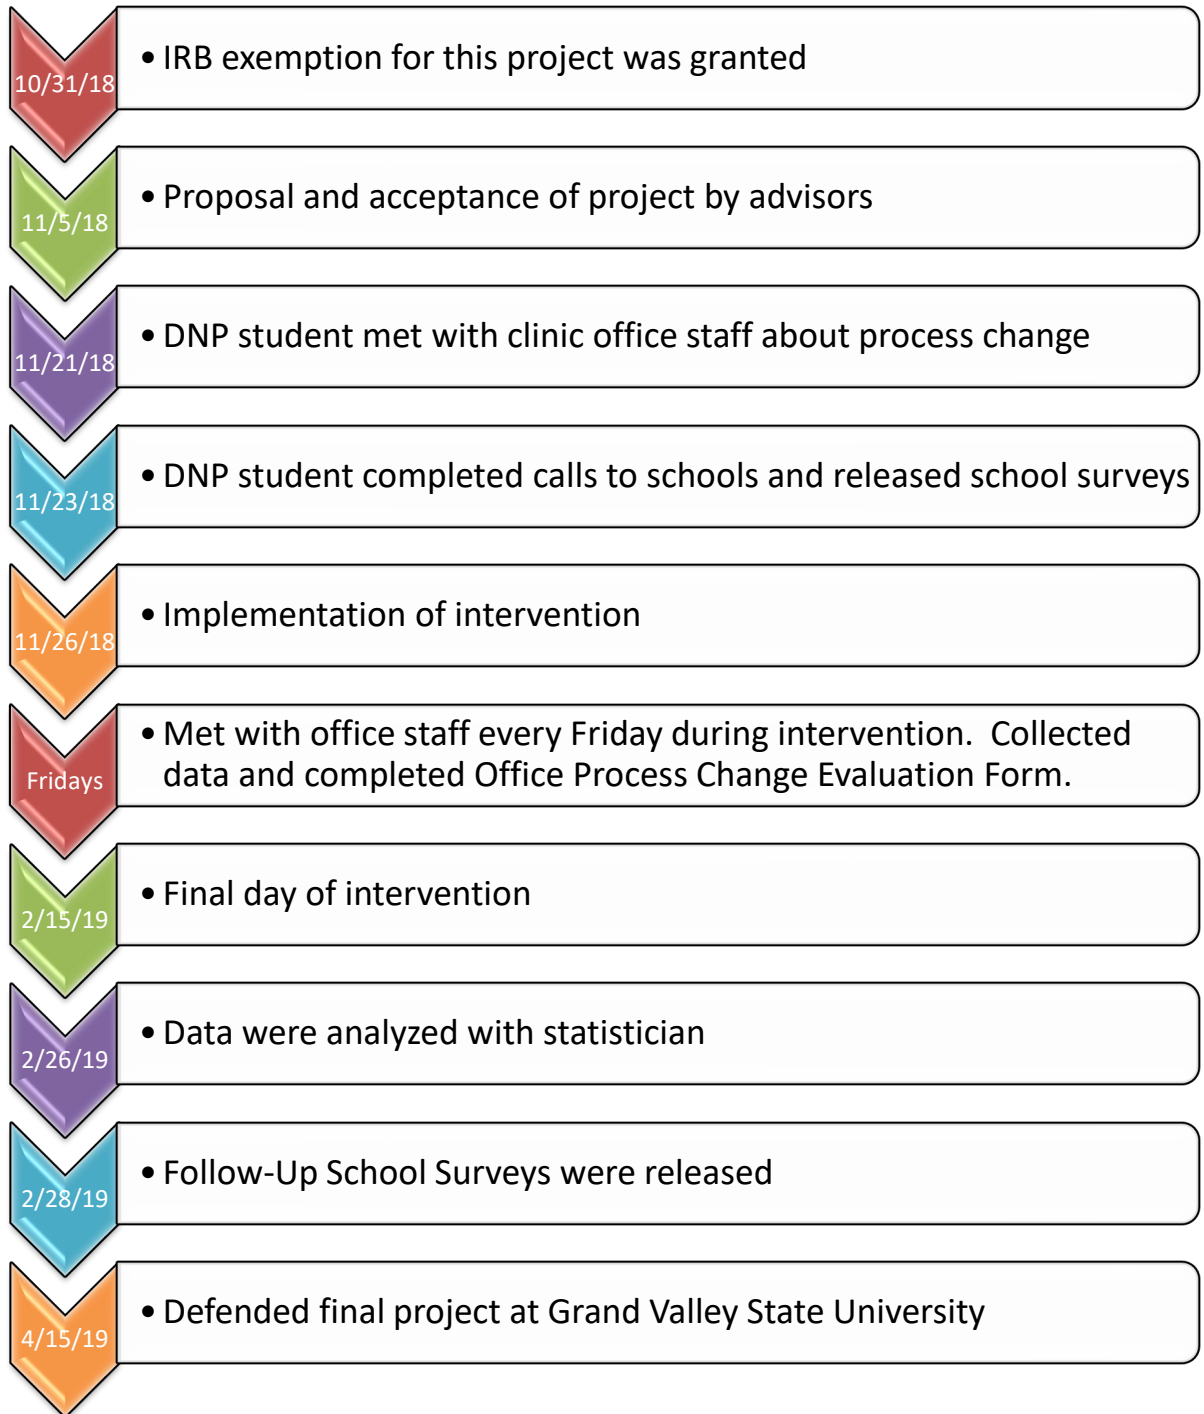 10/31/18
• IRB exemption for this project was granted
11/5/18
• Proposal and acceptance of project by advisors
11/21/18
• DNP student met with clinic office staff about process change
11/23/18
• DNP student completed calls to schools and released school surveys
11/26/18
• Implementation of intervention
Fridays
• Met with office staff every Friday during intervention.  Collected
data and completed Office Process Change Evaluation Form.
2/15/19
• Final day of intervention
2/26/19
• Data were analyzed with statistician
2/28/19
• Follow-Up School Surveys were released
4/15/19
• Defended final project at Grand Valley State University